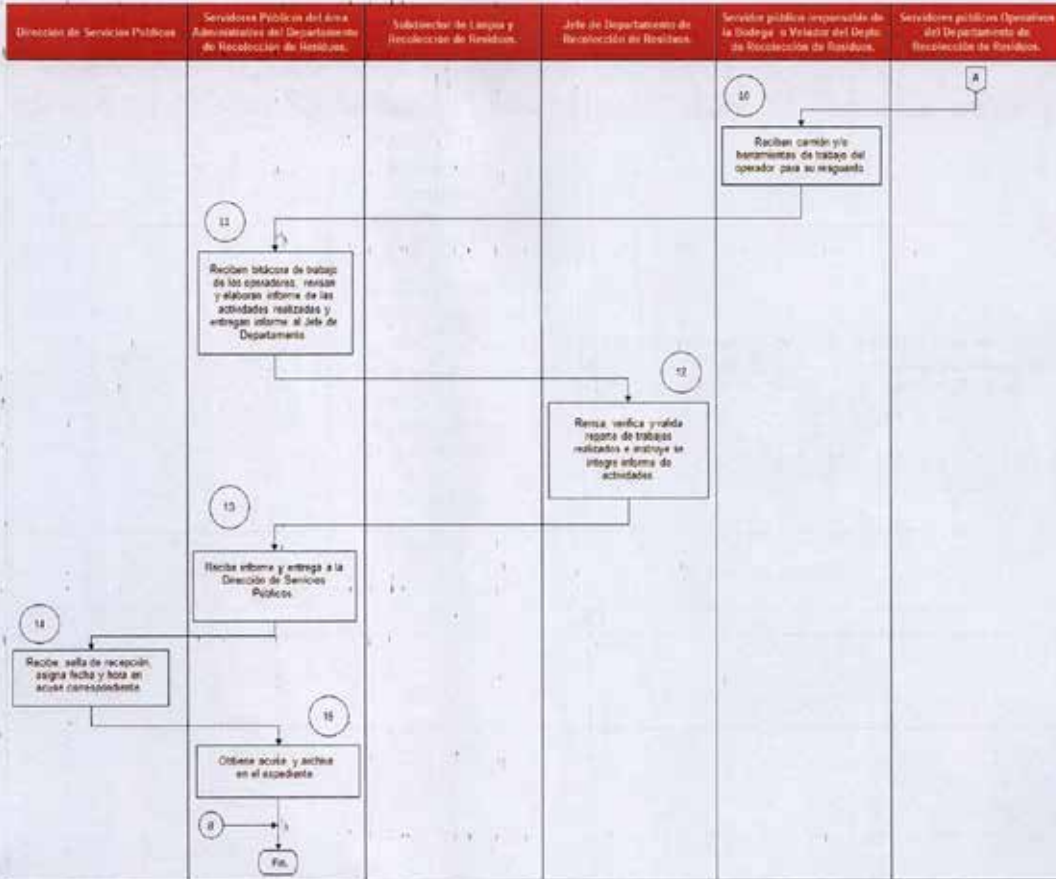 Dirección de Servicios Públicos
Servidores Públicos del Área
Administrativa del Departamento
de Recolección de Residuos.
Subdirector de Limpia y
Recolección de Residuos.
Jefe de Departamento de
Recolección de Residuos.
Servidor público responsable de
la Bodega o Velador del Depto.
de Recolección de Residuos.
Servidores públicos Operativos
del Departamento de
Recolección de Residuos.
A
10
Reciben camión y/o
herramientas de trabajo del
operador para su resguardo
11
Reciben bitácora de trabajo
de los operadores, revisan
y elaboran informe de las
actividades realizadas y
entregan informe al Jefe de
Departamento
12
Revisa, verifica y valida
reporte de trabajos
realizados e instruye se
integre informe de
actividades
13
Recibe informe y entrega a la
Dirección de Servicios
Públicos
14
Recibe, sella de recepción,
asigna fecha y hora en
acuse correspondiente
15
Obtiene acuse y archiva
en el expediente
Fin.